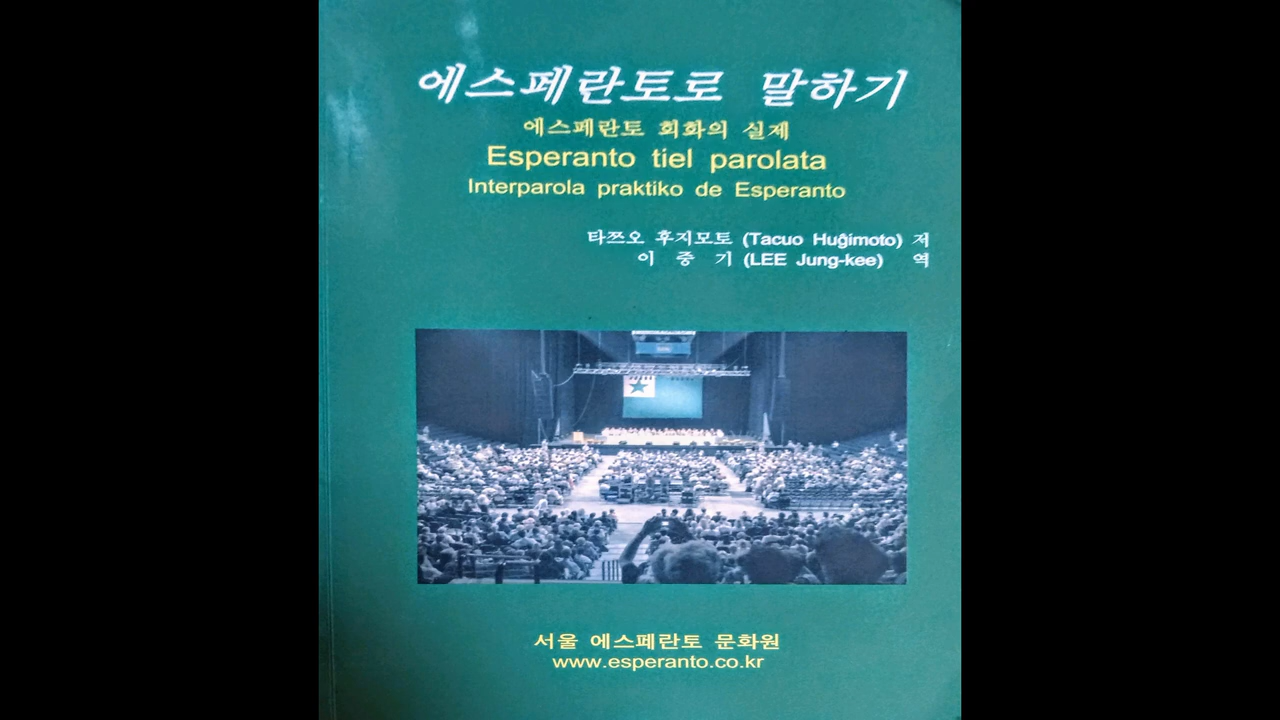 에스페란토로 말하기
에스페란토 회화의 실제
Esperanto tiel parolata
Interparola praktiko de Esperanto
타쯔오 후지모토 (Tacuo Huĝimoto) 저
이 중 기 (LEE Jung-kee) 역
서울 에스페란토 문화원
www.esperanto.co.kr